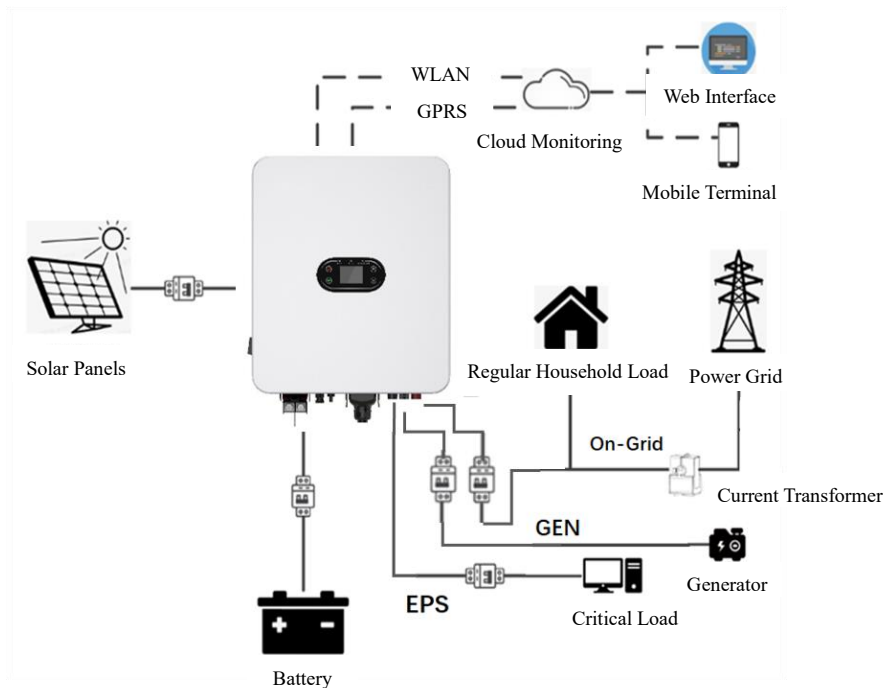 WLAN
GPRS
Cloud Monitoring
Web Interface
Mobile Terminal
Solar Panels
Regular Household Load
Power Grid
On-Grid
Current Transformer
GEN
Generator
EPS
Critical Load
Battery